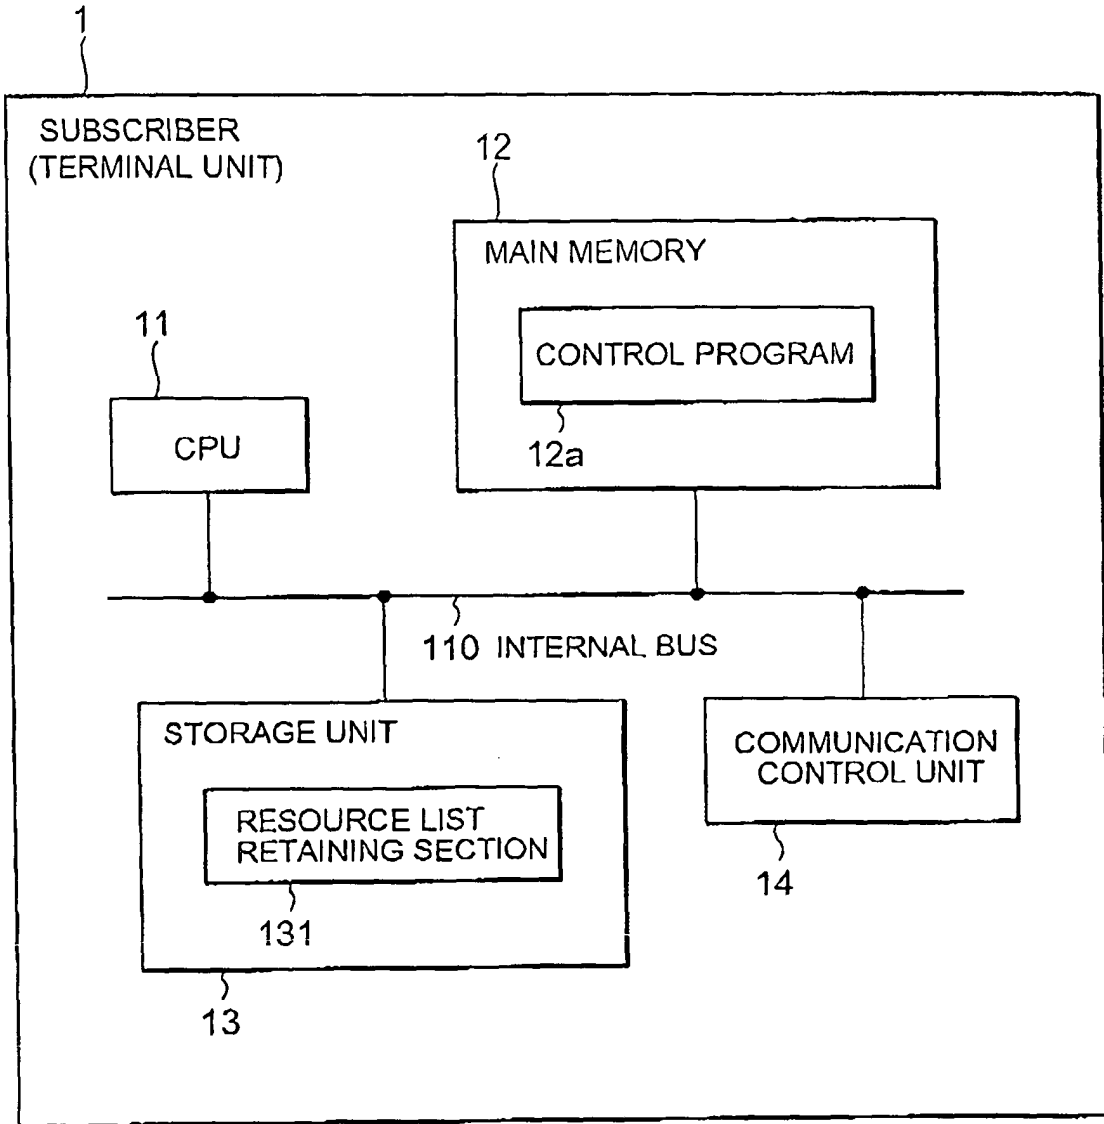 1
SUBSCRIBER
(TERMINAL UNIT)
12
MAIN MEMORY
CONTROL PROGRAM
12a
11
CPU
110 INTERNAL BUS
STORAGE UNIT
RESOURCE LIST
RETAINING SECTION
131
13
COMMUNICATION
CONTROL UNIT
14